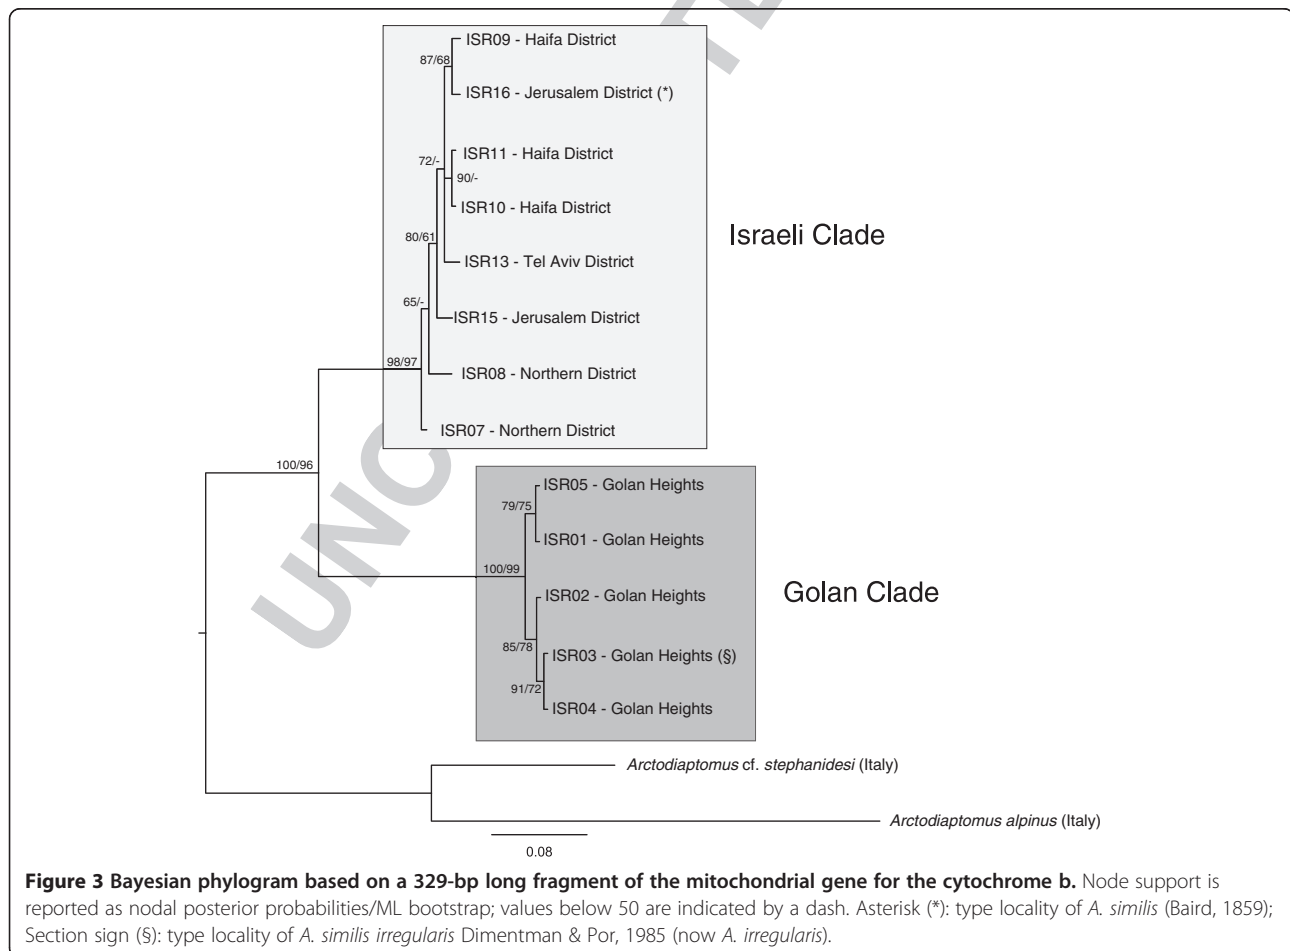 ISR09 - Haifa District
87/68
ISR16 - Jerusalem District (*)
ISR11 - Haifa District
72/-
90/-
ISR10 - Haifa District
Israeli Clade
80/61
ISR13 - Tel Aviv District
65/-
ISR15 - Jerusalem District
98/97
ISR08 - Northern District
ISR07 - Northern District
100/96
ISR05 - Golan Heights
79/75
ISR01 - Golan Heights
100/99
ISR02 - Golan Heights
Golan Clade
85/78
ISR03 - Golan Heights (§)
91/72
ISR04 - Golan Heights
Arctodiaptomus cf. stephanidesi (Italy)
Arctodiaptomus alpinus (Italy)
0.08
Figure 3 Bayesian phylogram based on a 329-bp long fragment of the mitochondrial gene for the cytochrome b. Node support is
reported as nodal posterior probabilities/ML bootstrap; values below 50 are indicated by a dash. Asterisk (*): type locality of A. similis (Baird, 1859);
Section sign (§): type locality of A. similis irregularis Dimentman & Por, 1985 (now A. irregularis).